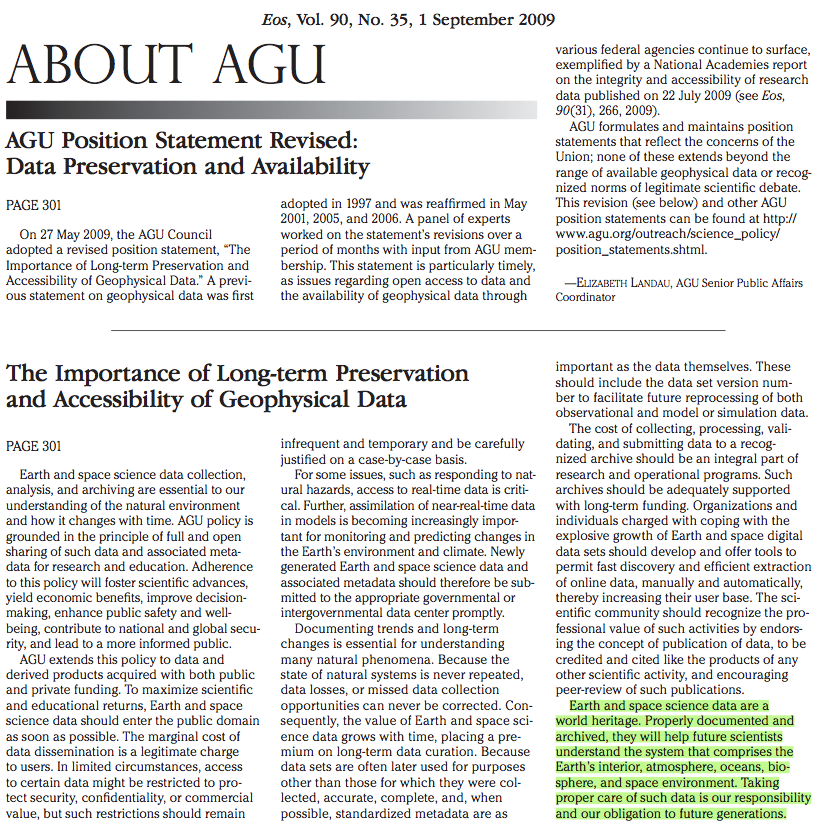 Eos, Vol. 90, No. 35, 1 September 2009
ABOUT AGU
AGU Position Statement Revised:
Data Preservation and Availability
PAGE 301
On 27 May 2009, the AGU Council
adopted a revised position statement, “The
Importance of Long-term Preservation and
Accessibility of Geophysical Data.” A previ-
ous statement on geophysical data was first
adopted in 1997 and was reaffirmed in May
2001, 2005, and 2006. A panel of experts
worked on the statement’s revisions over a
period of months with input from AGU mem-
bership. This statement is particularly timely,
as issues regarding open access to data and
the availability of geophysical data through
various federal agencies continue to surface,
exemplified by a National Academies report
on the integrity and accessibility of research
data published on 22 July 2009 (see Eos,
90(31), 266, 2009).
AGU formulates and maintains position
statements that reflect the concerns of the
Union; none of these extends beyond the
range of available geophysical data or recog-
nized norms of legitimate scientific debate.
This revision (see below) and other AGU
position statements can be found at http://
www.agu.org/outreach/science_policy/
position_statements.shtml.
—ELIZABETH LANDAU, AGU Senior Public Affairs
Coordinator
The Importance of Long-term Preservation
and Accessibility of Geophysical Data
PAGE 301
Earth and space science data collection,
analysis, and archiving are essential to our
understanding of the natural environment
and how it changes with time. AGU policy is
grounded in the principle of full and open
sharing of such data and associated meta-
data for research and education. Adherence
to this policy will foster scientific advances,
yield economic benefits, improve decision-
making, enhance public safety and well-
being, contribute to national and global secu-
rity, and lead to a more informed public.
AGU extends this policy to data and
derived products acquired with both public
and private funding. To maximize scientific
and educational returns, Earth and space
science data should enter the public domain
as soon as possible. The marginal cost of
data dissemination is a legitimate charge
to users. In limited circumstances, access
to certain data might be restricted to pro-
tect security, confidentiality, or commercial
value, but such restrictions should remain
infrequent and temporary and be carefully
justified on a case-by-case basis.
For some issues, such as responding to nat-
ural hazards, access to real-time data is criti-
cal. Further, assimilation of near-real-time data
in models is becoming increasingly impor-
tant for monitoring and predicting changes in
the Earth’s environment and climate. Newly
generated Earth and space science data and
associated metadata should therefore be sub-
mitted to the appropriate governmental or
intergovernmental data center promptly.
Documenting trends and long-term
changes is essential for understanding
many natural phenomena. Because the
state of natural systems is never repeated,
data losses, or missed data collection
opportunities can never be corrected. Con-
sequently, the value of Earth and space sci-
ence data grows with time, placing a pre-
mium on long-term data curation. Because
data sets are often later used for purposes
other than those for which they were col-
lected, accurate, complete, and, when
possible, standardized metadata are as
important as the data themselves. These
should include the data set version num-
ber to facilitate future reprocessing of both
observational and model or simulation data.
The cost of collecting, processing, vali-
dating, and submitting data to a recog-
nized archive should be an integral part of
research and operational programs. Such
archives should be adequately supported
with long-term funding. Organizations and
individuals charged with coping with the
explosive growth of Earth and space digital
data sets should develop and offer tools to
permit fast discovery and efficient extraction
of online data, manually and automatically,
thereby increasing their user base. The sci-
entific community should recognize the pro-
fessional value of such activities by endors-
ing the concept of publication of data, to be
credited and cited like the products of any
other scientific activity, and encouraging
peer-review of such publications.
Earth and space science data are a
world heritage. Properly documented and
archived, they will help future scientists
understand the system that comprises the
Earth’s interior, atmosphere, oceans, bio-
sphere, and space environment. Taking
proper care of such data is our responsibility
and our obligation to future generations.